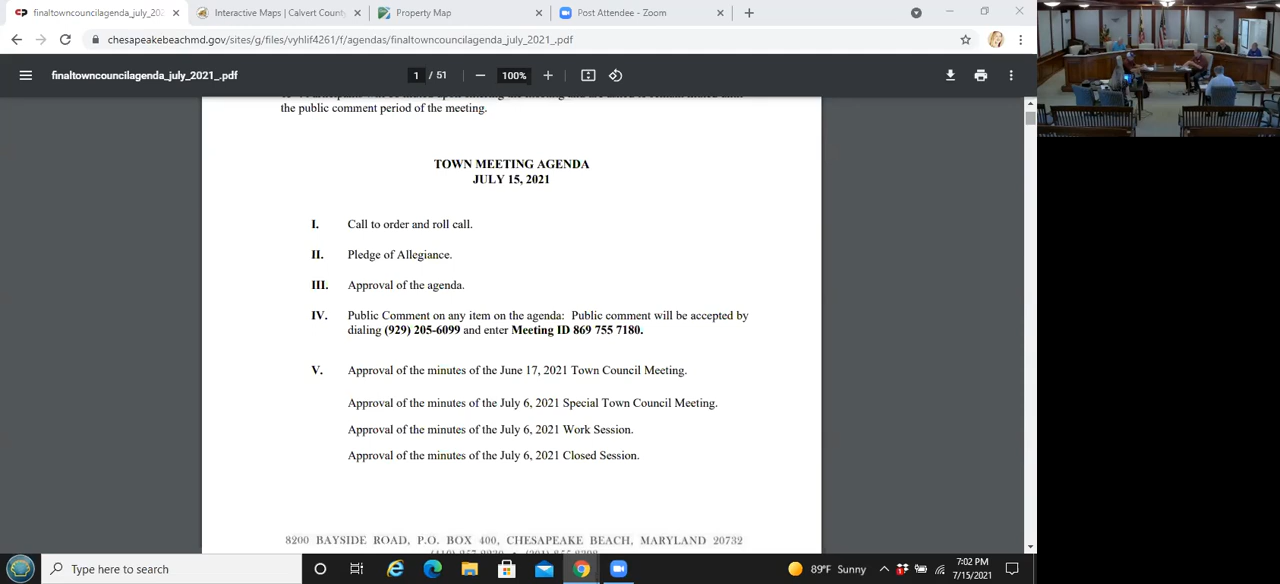 finaltowncouncilagenda_july_202
Interactive Maps | Calvert County
Property Map
Post Attendee - Zoom
chesapeakebeachmd.gov/sites/g/files/vyhlif4261/f/agendas/finaltowncouncilagenda_july_2021_.pdf
finaltowncouncilagenda_july_2021_.pdf
1 / 51
100%
the public comment period of the meeting.
TOWN MEETING AGENDA
JULY 15, 2021
I. Call to order and roll call.
II. Pledge of Allegiance.
III. Approval of the agenda.
IV. Public Comment on any item on the agenda: Public comment will be accepted by
dialing (929) 205-6099 and enter Meeting ID 869 755 7180.
V. Approval of the minutes of the June 17, 2021 Town Council Meeting.
Approval of the minutes of the July 6, 2021 Special Town Council Meeting.
Approval of the minutes of the July 6, 2021 Work Session.
Approval of the minutes of the July 6, 2021 Closed Session.
8200 BAYSIDE ROAD, P.O. BOX 400, CHESAPEAKE BEACH, MARYLAND 20732
Type here to search
89°F Sunny
7:02 PM
7/15/2021